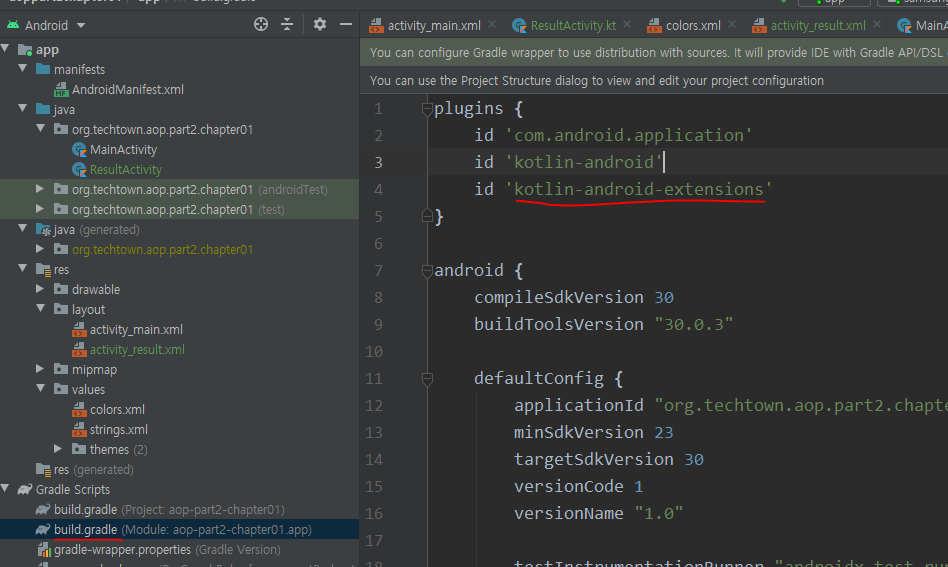 Android
activity_main.xml
ResultActivity.kt
colors.xml
activity_result.xml
You can configure Gradle wrapper to use distribution with sources. It will provide IDE with Gradle API/DSL
You can use the Project Structure dialog to view and edit your project configuration
app
manifests
AndroidManifest.xml
java
org.techtown.aop.part2.chapter01
MainActivity
ResultActivity
org.techtown.aop.part2.chapter01 (androidTest)
org.techtown.aop.part2.chapter01 (test)
java (generated)
org.techtown.aop.part2.chapter01
res
drawable
layout
activity_main.xml
activity_result.xml
mipmap
values
colors.xml
strings.xml
themes (2)
res (generated)
Gradle Scripts
build.gradle (Project: aop-part2-chapter01)
build.gradle (Module: aop-part2-chapter01.app)
gradle-wrapper.properties (Gradle Version)
1 plugins {
2 id 'com.android.application'
3 id 'kotlin-android'
4 id 'kotlin-android-extensions'
5 }
6
7 android {
8 compileSdkVersion 30
9 buildToolsVersion "30.0.3"
10
11 defaultConfig {
12 applicationId "org.techtown.aop.part2.chapte
13 minSdkVersion 23
14 targetSdkVersion 30
15 versionCode 1
16 versionName "1.0"
17